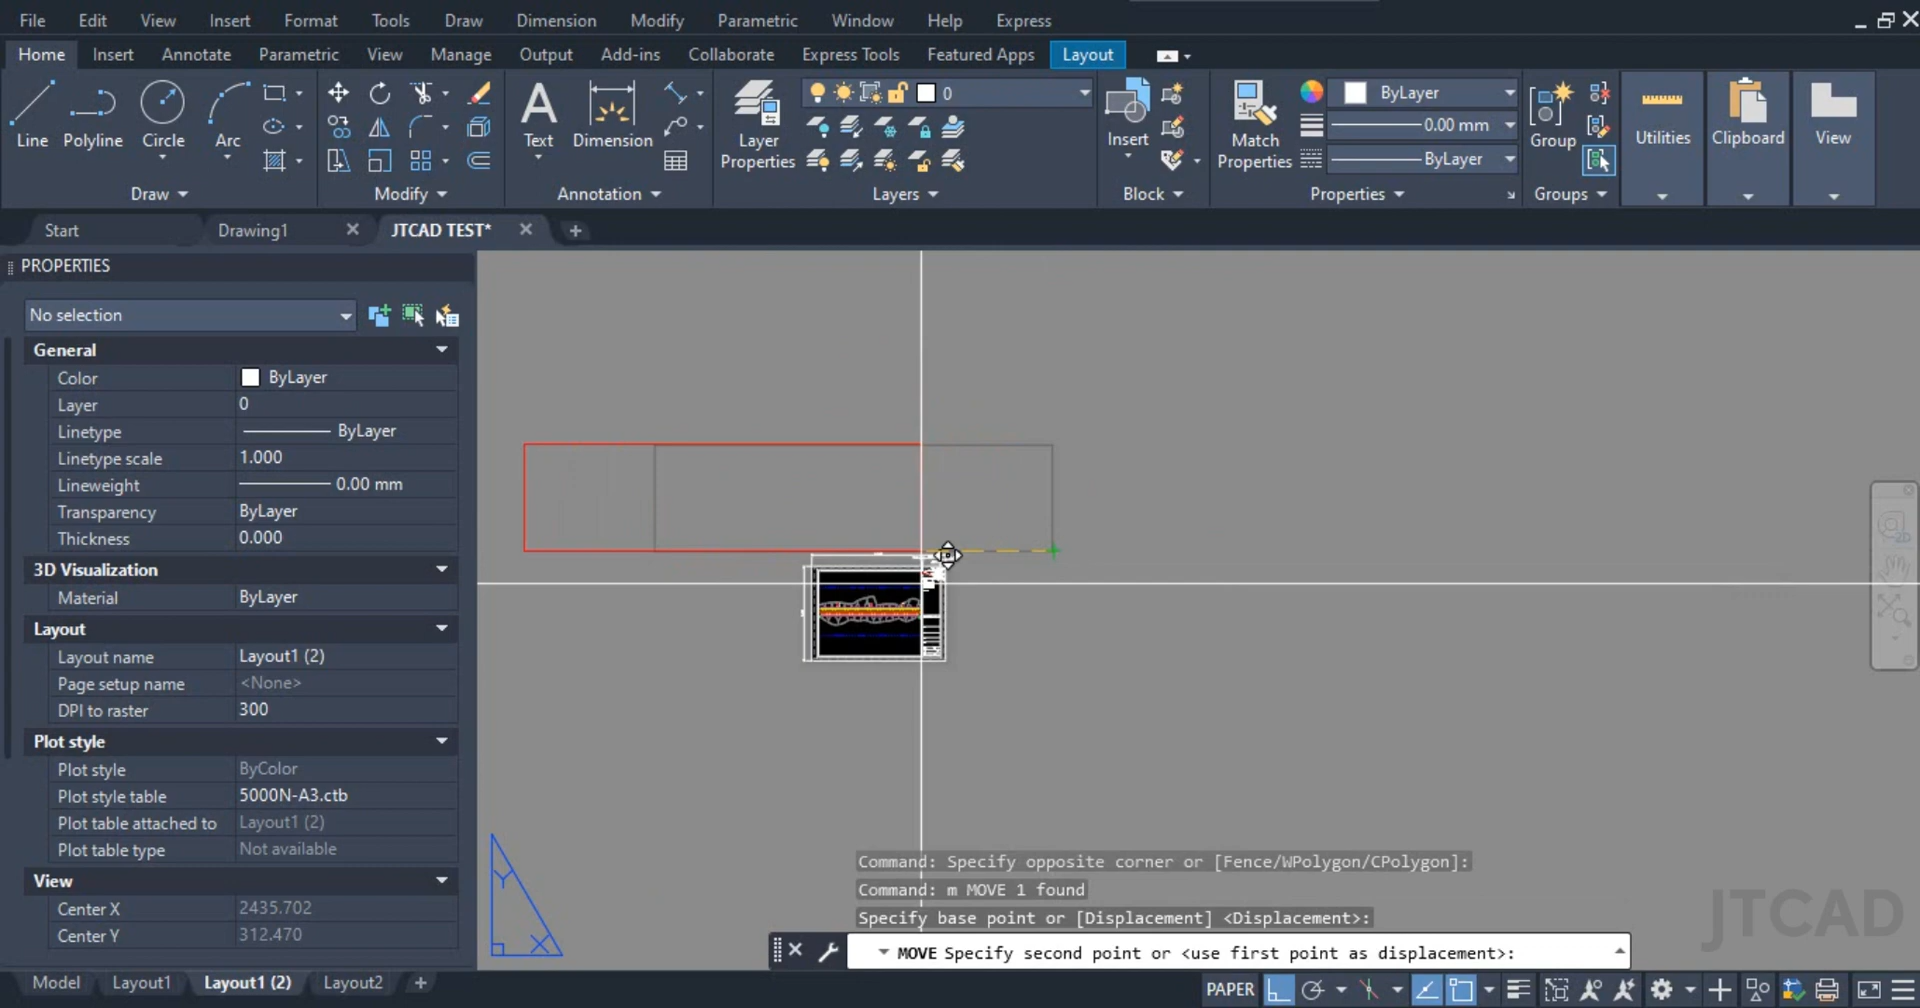 File Edit View Insert Format Tools Draw Dimension Modify Parametric Window Help Express
Home Insert Annotate Parametric View Manage Output Add-ins Collaborate Express Tools Featured Apps Layout
Line Polyline Circle Arc
Text Dimension
Layer Properties
0
Insert
Match Properties
ByLayer
0.00 mm
ByLayer
Group
Utilities Clipboard View
Draw Modify Annotation Layers Block Properties Groups
Start Drawing1 JTCAD TEST*
PROPERTIES
No selection
General
Color ByLayer
Layer 0
Linetype ByLayer
Linetype scale 1.000
Lineweight 0.00 mm
Transparency ByLayer
Thickness 0.000
3D Visualization
Material ByLayer
Layout
Layout name Layout1 (2)
Page setup name <None>
DPI to raster 300
Plot style
Plot style ByColor
Plot style table 5000N-A3.ctb
Plot table attached to Layout1 (2)
Plot table type Not available
View
Center X 2435.702
Center Y 312.470
Y
X
Command: Specify opposite corner or [Fence/WPolygon/CPolygon]:
Command: m MOVE 1 found
Specify base point or [Displacement] <Displacement>:
MOVE Specify second point or <use first point as displacement>:
JTCAD
Model Layout1 Layout1 (2) Layout2 +
PAPER